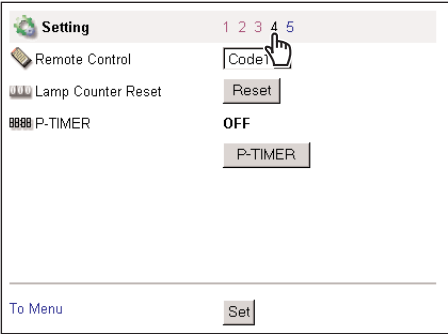 Setting 1 2 3 4 5
Remote Control Code1
Lamp Counter Reset Reset
P-TIMER OFF
P-TIMER
To Menu Set